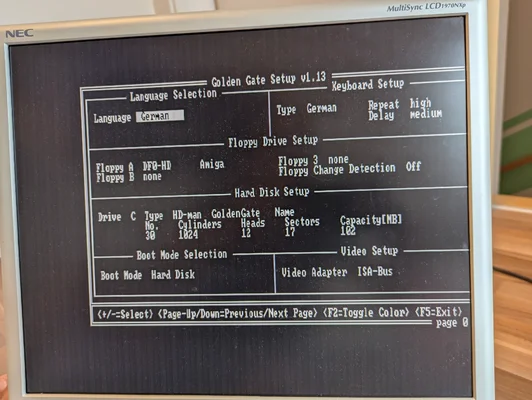 NEC
MultiSync LCD1970NXp
Golden Gate Setup v1.13
Language Selection
Keyboard Setup
Language German
Type German Repeat high
Delay medium
Floppy Drive Setup
Floppy A DF0-HD Amiga Floppy 3 none
Floppy B none Floppy Change Detection Off
Hard Disk Setup
Drive C Type HD-man GoldenGate Name
No. Cylinders Heads Sectors Capacity[MB]
30 1024 12 17 102
Boot Mode Selection Video Setup
Boot Mode Hard Disk Video Adapter ISA-Bus
<+/-=Select> <Page-Up/Down=Previous/Next Page> <F2=Toggle Color> <F5=Exit>
page 0